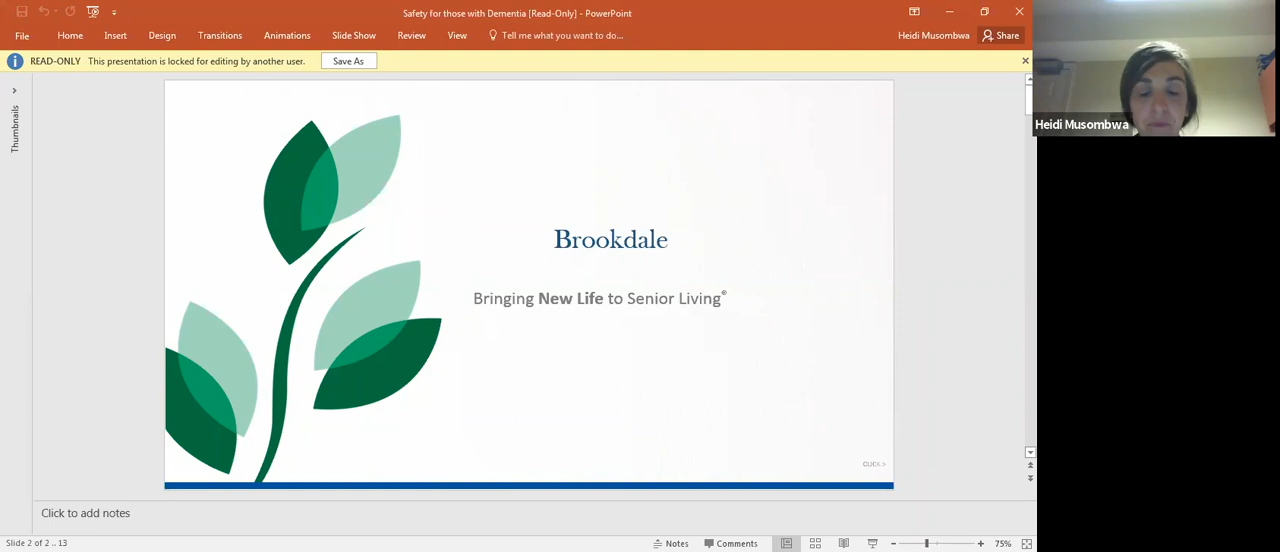 Safety for those with Dementia [Read-Only] - PowerPoint
File Home Insert Design Transitions Animations Slide Show Review View Tell me what you want to do... Heidi Musombwa Share
READ-ONLY This presentation is locked for editing by another user. Save As
Heidi Musombwa
Thumbnails
Brookdale
Bringing New Life to Senior Living®
CLICK >
Click to add notes
Slide 2 of 2 .. 13 Notes Comments 75%